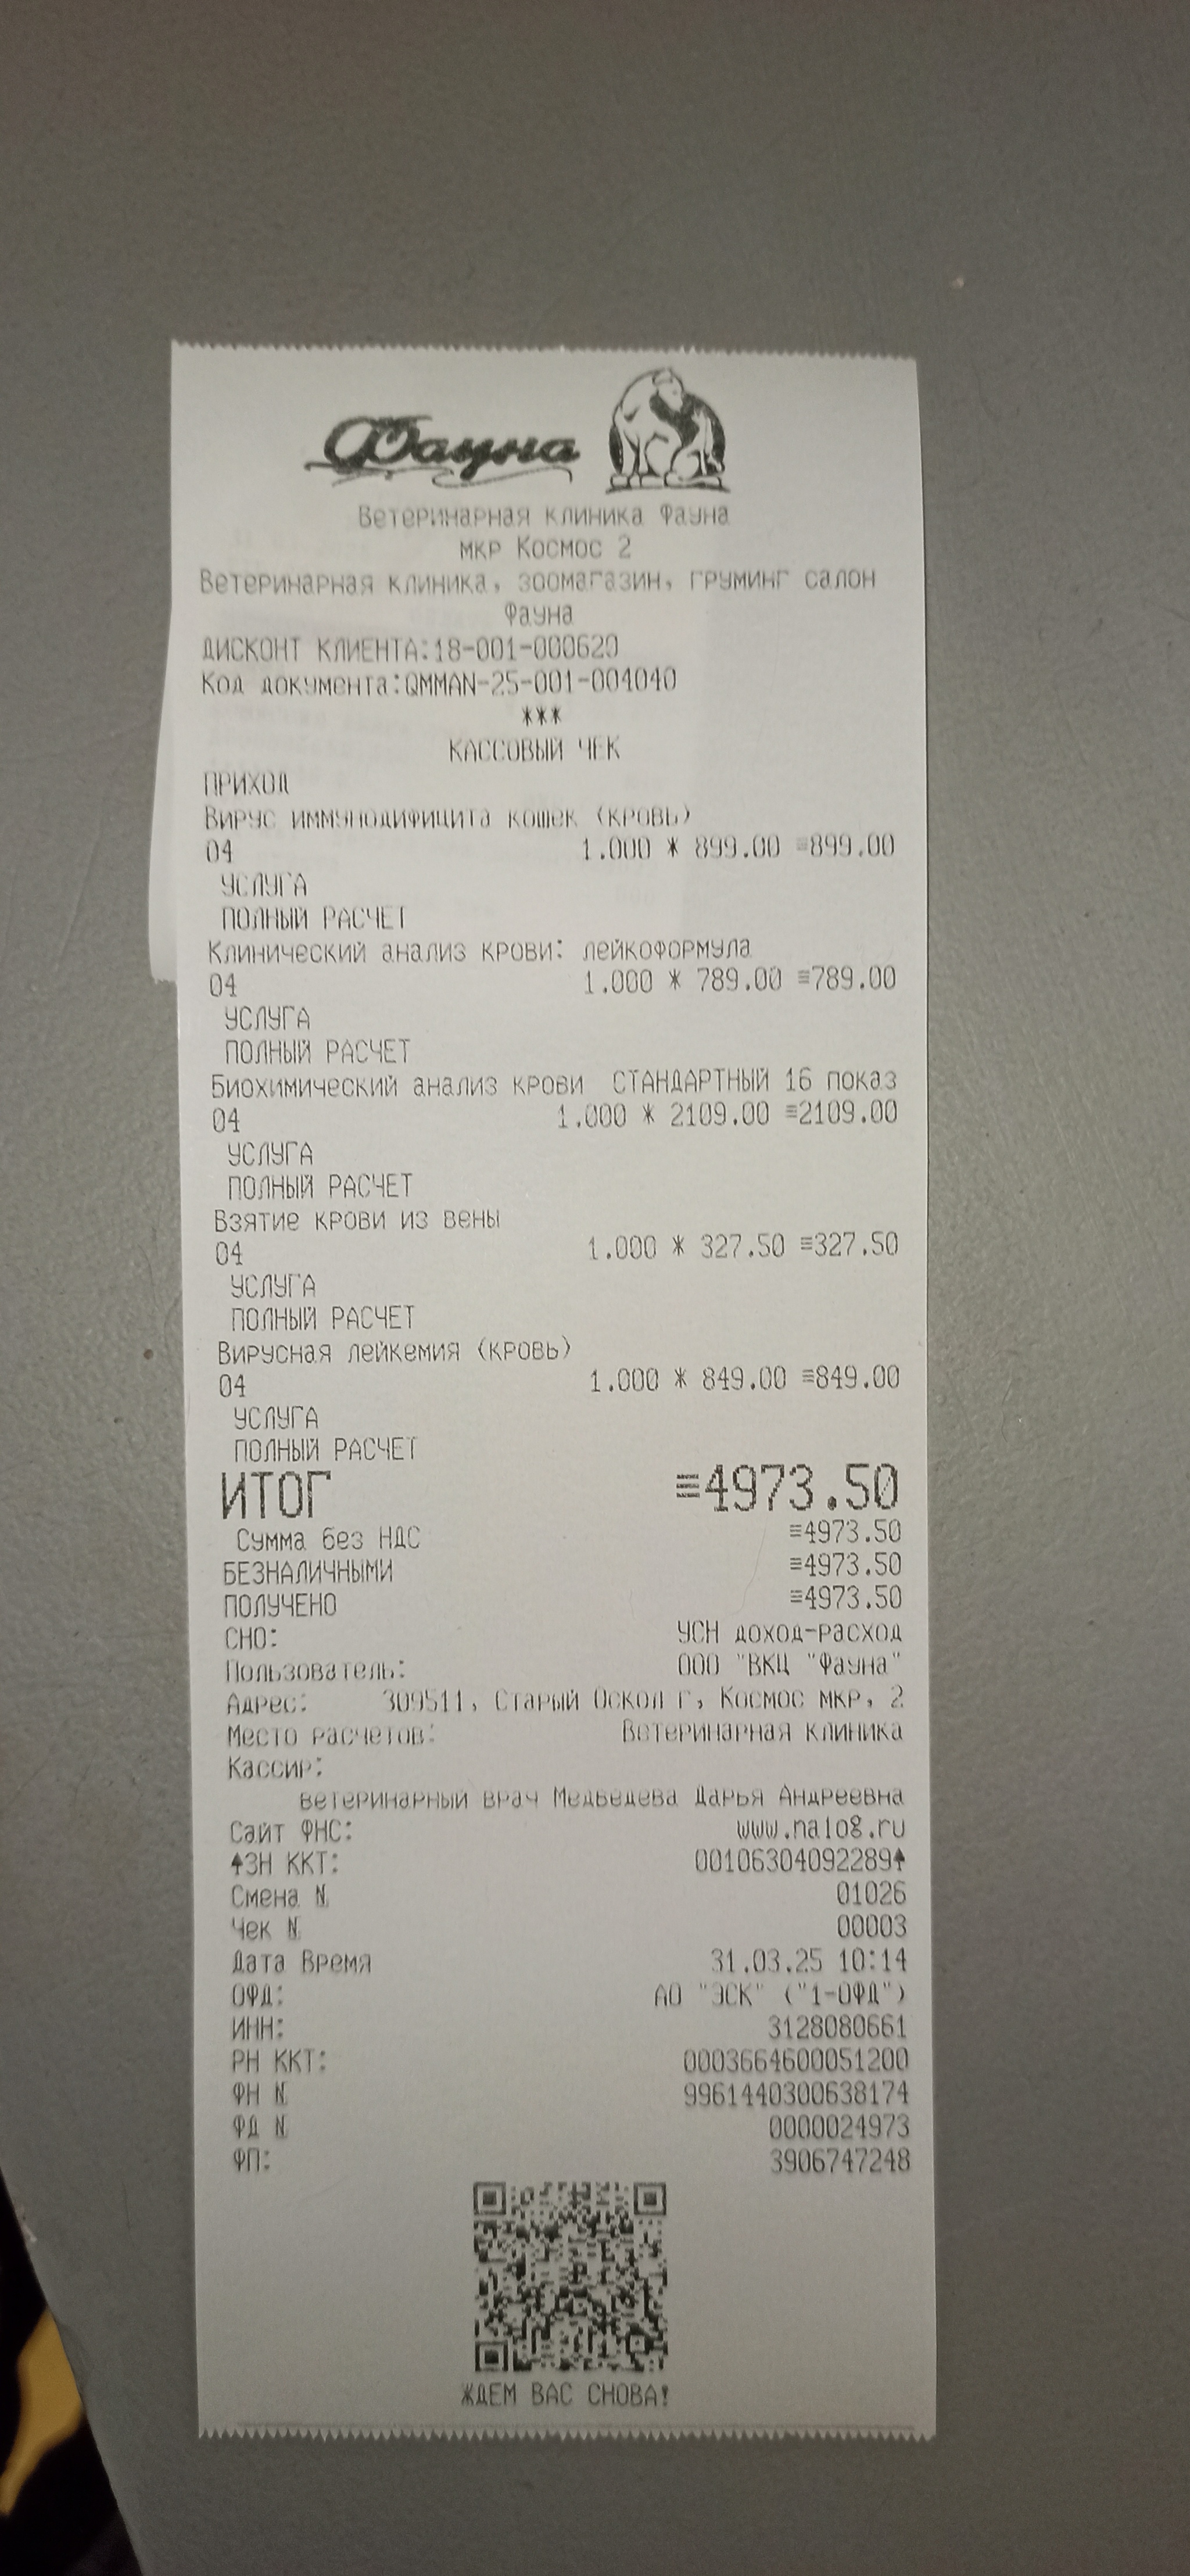 Фауна
Ветеринарная клиника Фауна
мкр Космос 2
Ветеринарная клиника, зоомагазин, груминг салон
Фауна
ДИСКОНТ КЛИЕНТА:18-001-000620
Код документа:QMMAN-25-001-004040
***
КАССОВЫЙ ЧЕК
ПРИХОД
Вирус иммунодифицита кошек (кровь)
04 1.000 * 899.00 ≡899.00
УСЛУГА
ПОЛНЫЙ РАСЧЕТ
Клинический анализ крови: лейкоформула
04 1.000 * 789.00 ≡789.00
УСЛУГА
ПОЛНЫЙ РАСЧЕТ
Биохимический анализ крови СТАНДАРТНЫЙ 16 показ
04 1.000 * 2109.00 ≡2109.00
УСЛУГА
ПОЛНЫЙ РАСЧЕТ
Взятие крови из вены
04 1.000 * 327.50 ≡327.50
УСЛУГА
ПОЛНЫЙ РАСЧЕТ
Вирусная лейкемия (кровь)
04 1.000 * 849.00 ≡849.00
УСЛУГА
ПОЛНЫЙ РАСЧЕТ
ИТОГ ≡4973.50
Сумма без НДС ≡4973.50
БЕЗНАЛИЧНЫМИ ≡4973.50
ПОЛУЧЕНО ≡4973.50
СНО: УСН доход-расход
Пользователь: ООО "ВКЦ "Фауна"
Адрес: 309511, Старый Оскол г, Космос мкр, 2
Место расчетов: Ветеринарная клиника
Кассир:
ветеринарный врач Медведева Дарья Андреевна
Сайт ФНС: www.nalog.ru
↑ЗН ККТ: 00106304092289↑
Смена № 01026
Чек № 00003
Дата Время 31.03.25 10:14
ОФД: АО "ЭСК" ("1-ОФД")
ИНН: 3128080661
РН ККТ: 0003664600051200
ФН № 9961440300638174
ФД № 0000024973
ФП: 3906747248
ЖДЕМ ВАС СНОВА!